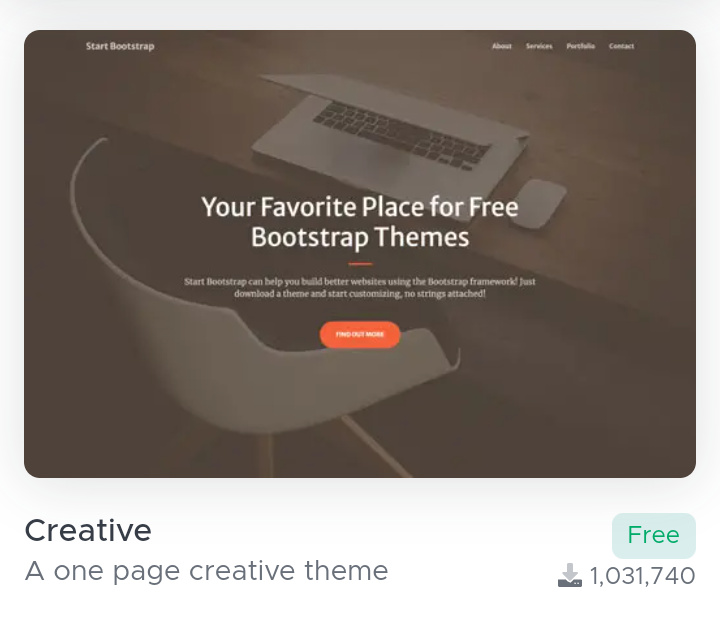 Start Bootstrap
About Services Portfolio Contact
Your Favorite Place for Free
Bootstrap Themes
Start Bootstrap can help you build better websites using the Bootstrap framework! Just
download a theme and start customizing, no strings attached!
FIND OUT MORE
Creative
Free
A one page creative theme
1,031,740